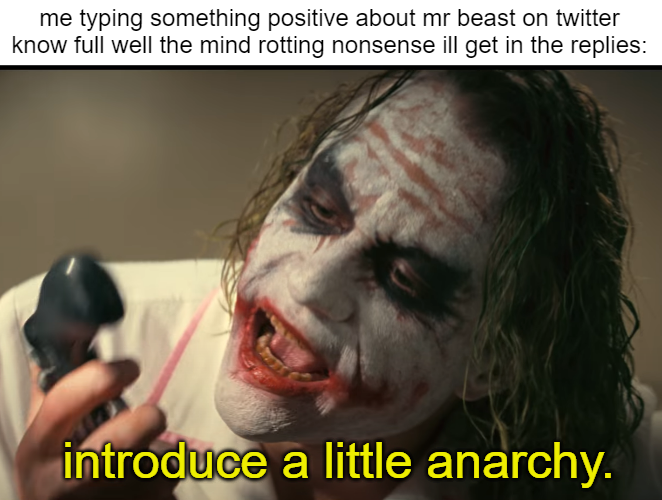 me typing something positive about mr beast on twitter
know full well the mind rotting nonsense ill get in the replies:
introduce a little anarchy.